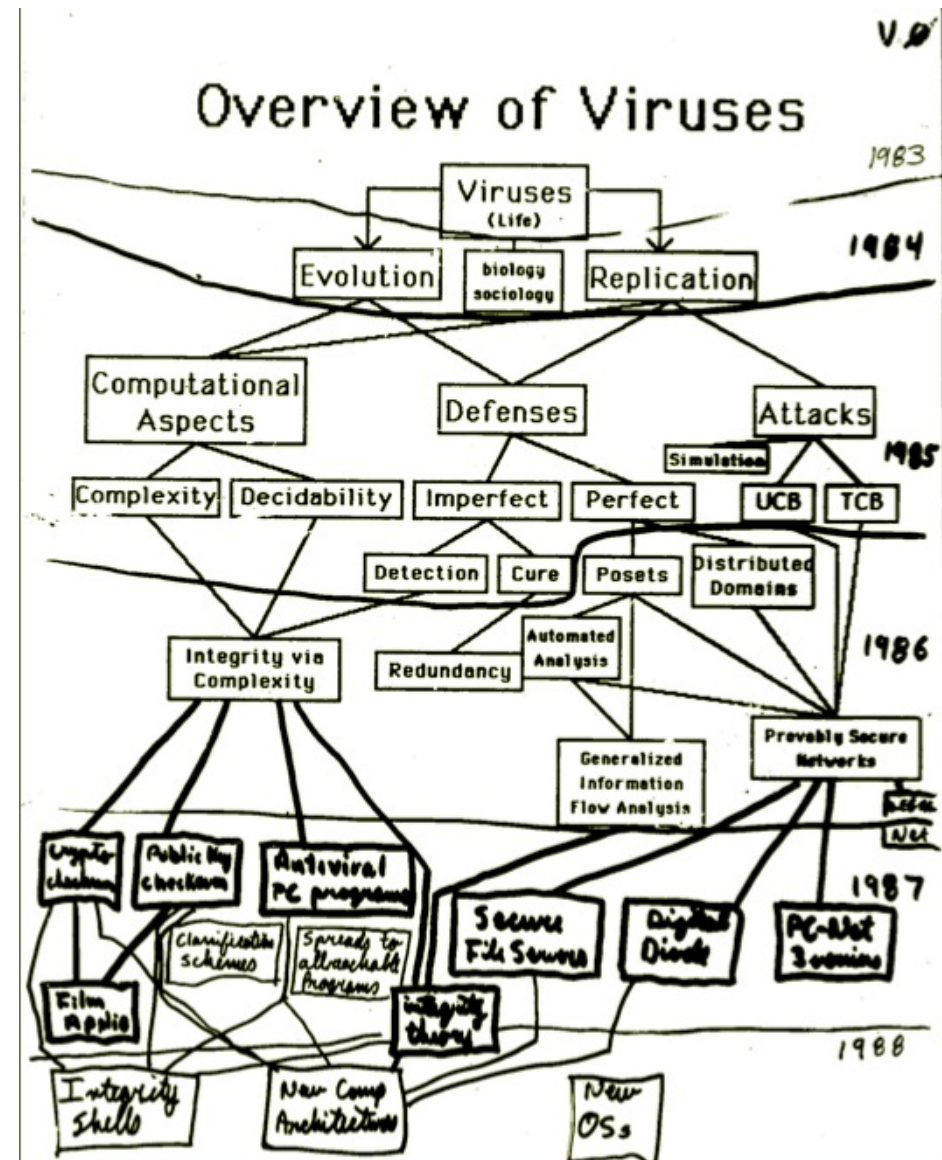 V.0
Overview of Viruses
1983
Viruses
(Life)
1984
Evolution
biology
sociology
Replication
Computational
Aspects
Defenses
Attacks
Simulation
1985
Complexity
Decidability
Imperfect
Perfect
UCB
TCB
Detection
Cure
Posets
Distributed
Domains
Automated
Analysis
1986
Integrity via
Complexity
Redundancy
Provably Secure
Networks
Generalized
Information
Flow Analysis
Net
Crypto
checksum
Public Key
checksum
Antiviral
PC programs
1987
Classification
Schemes
Spreads to
all reachable
Programs
Secure
File Servers
Digital
Diode
PC-Net
Film
Applic
integrity
theory
1988
Integrity
Shells
New Comp
Architectures
New
OSs